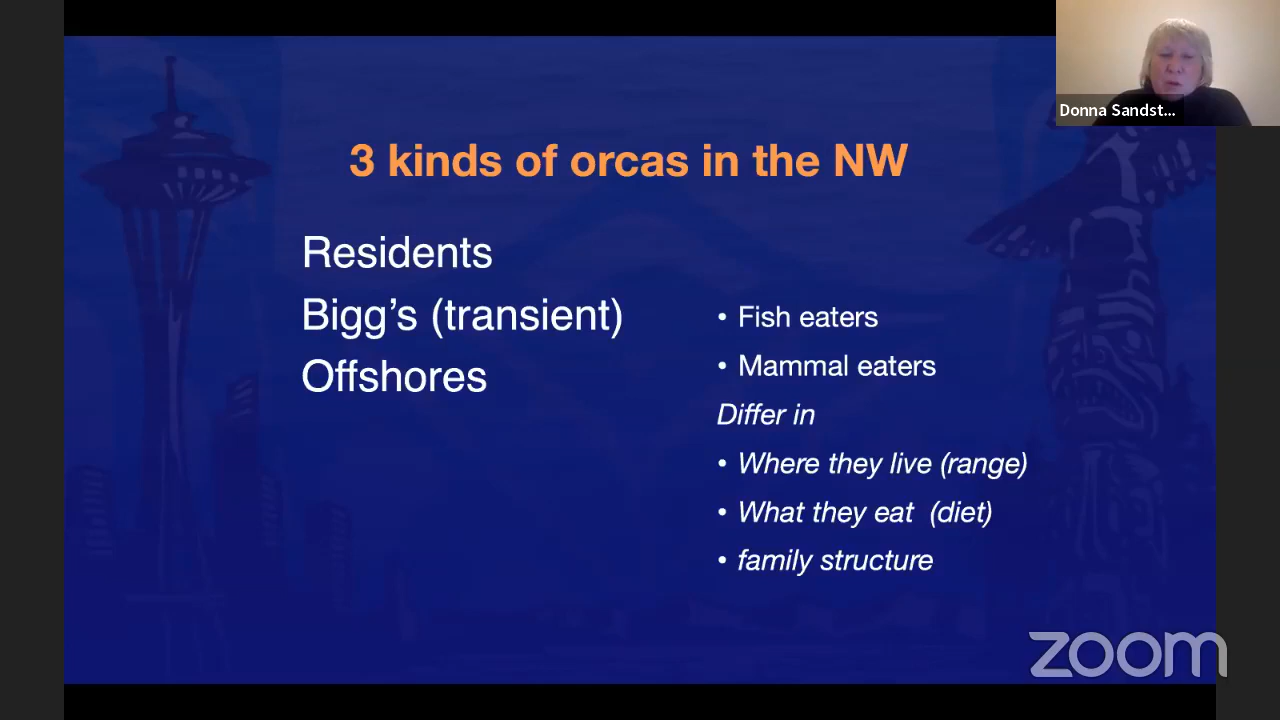 Donna Sandst...
3 kinds of orcas in the NW
Residents
Bigg's (transient)
Offshores
• Fish eaters
• Mammal eaters
Differ in
• Where they live (range)
• What they eat (diet)
• family structure
zoom